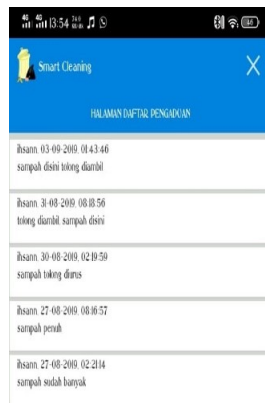 13:54
Smart Cleaning
HALAMAN DAFTAR PENGADUAN
ihsann, 03-09-2019, 01:43:46
sampah disini tolong diambil
ihsann, 31-08-2019, 08:18:56
tolong diambil sampah disini
ihsann, 30-08-2019, 02:19:59
sampah tolong diurus
ihsann, 27-08-2019, 08:16:57
sampah penuh
ihsann, 27-08-2019, 02:21:14
sampah sudah banyak